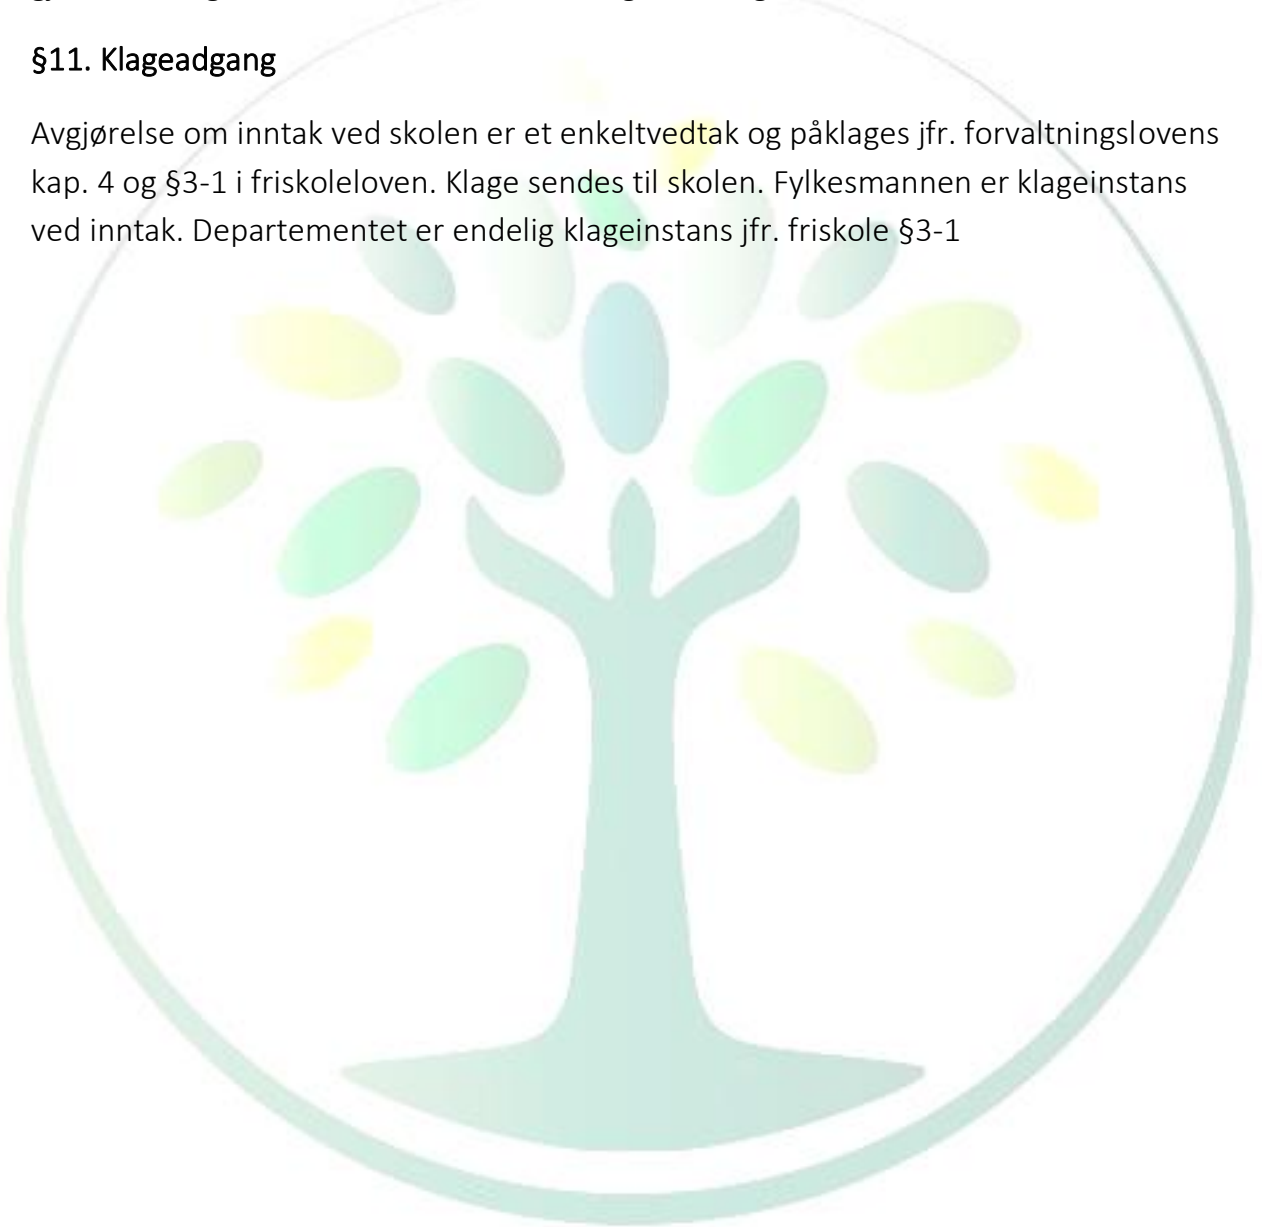 §11. Klageadgang
Avgjørelse om inntak ved skolen er et enkeltvedtak og påklages jfr. forvaltningslovens
kap. 4 og §3-1 i friskoleloven. Klage sendes til skolen. Fylkesmannen er klageinstans
ved inntak. Departementet er endelig klageinstans jfr. friskole §3-1